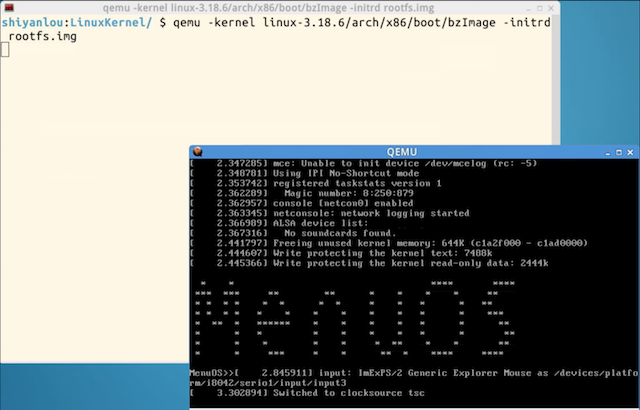 qemu -kernel linux-3.18.6/arch/x86/boot/bzImage -initrd rootfs.img
shiyanlou:LinuxKernel/ $ qemu -kernel linux-3.18.6/arch/x86/boot/bzImage -initrd
rootfs.img
QEMU
[    2.347285] mce: Unable to init device /dev/mcelog (rc: -5)
[    2.348781] Using IPI No-Shortcut mode
[    2.353742] registered taskstats version 1
[    2.362289]   Magic number: 8:250:879
[    2.362957] console [netcon0] enabled
[    2.363345] netconsole: network logging started
[    2.366989] ALSA device list:
[    2.367316]   No soundcards found.
[    2.441797] Freeing unused kernel memory: 644K (c1a2f000 - c1ad0000)
[    2.444607] Write protecting the kernel text: 7488k
[    2.445366] Write protecting the kernel read-only data: 2444k
MenuOS
MenuOS>>[    2.845911] input: ImExPS/2 Generic Explorer Mouse as /devices/platfo
rm/i8042/serio1/input/input3
[    3.302894] Switched to clocksource tsc